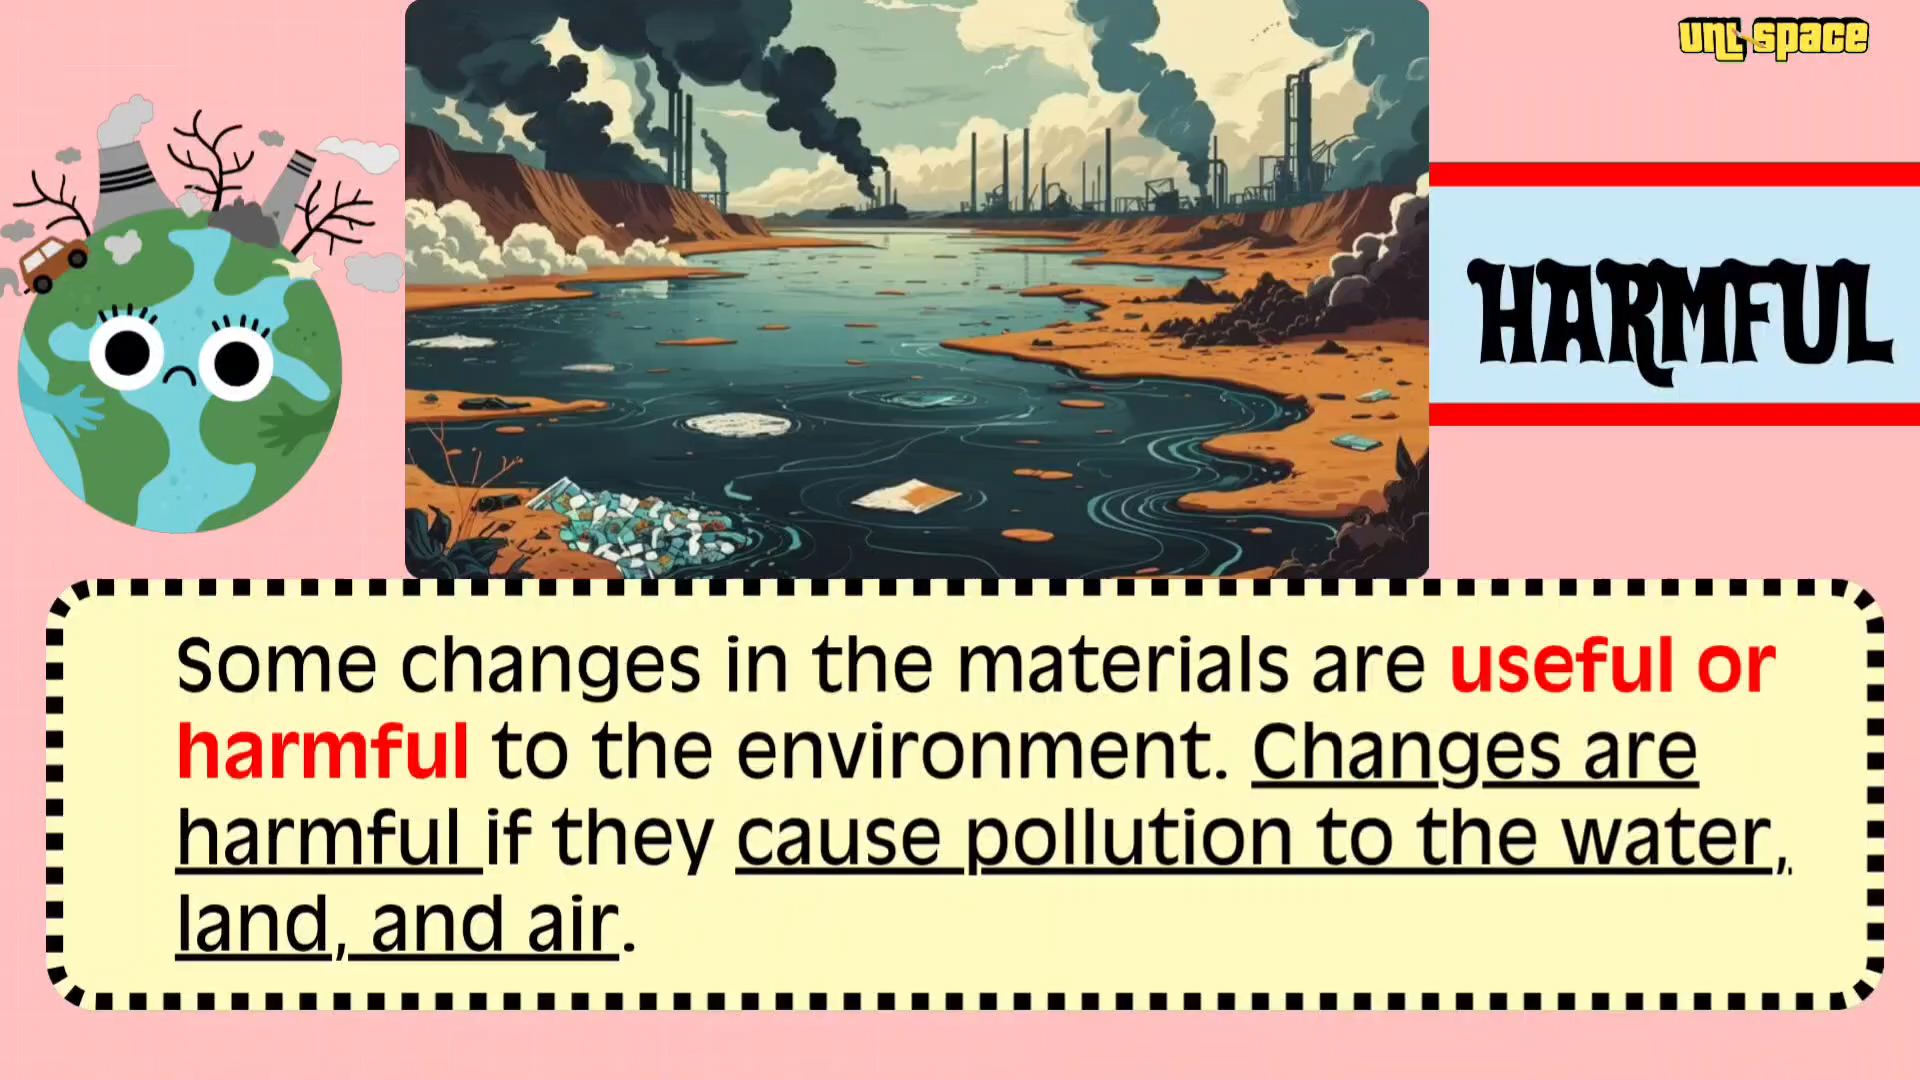 uni space
HARMFUL
Some changes in the materials are useful or
harmful to the environment. Changes are
harmful if they cause pollution to the water,
land, and air.